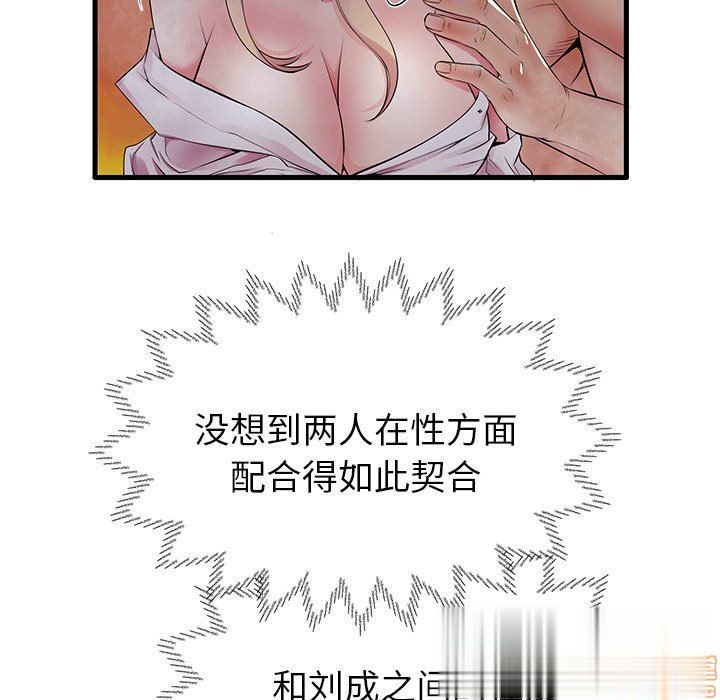 没想到两人在性方面
配合得如此契合
和刘成之间